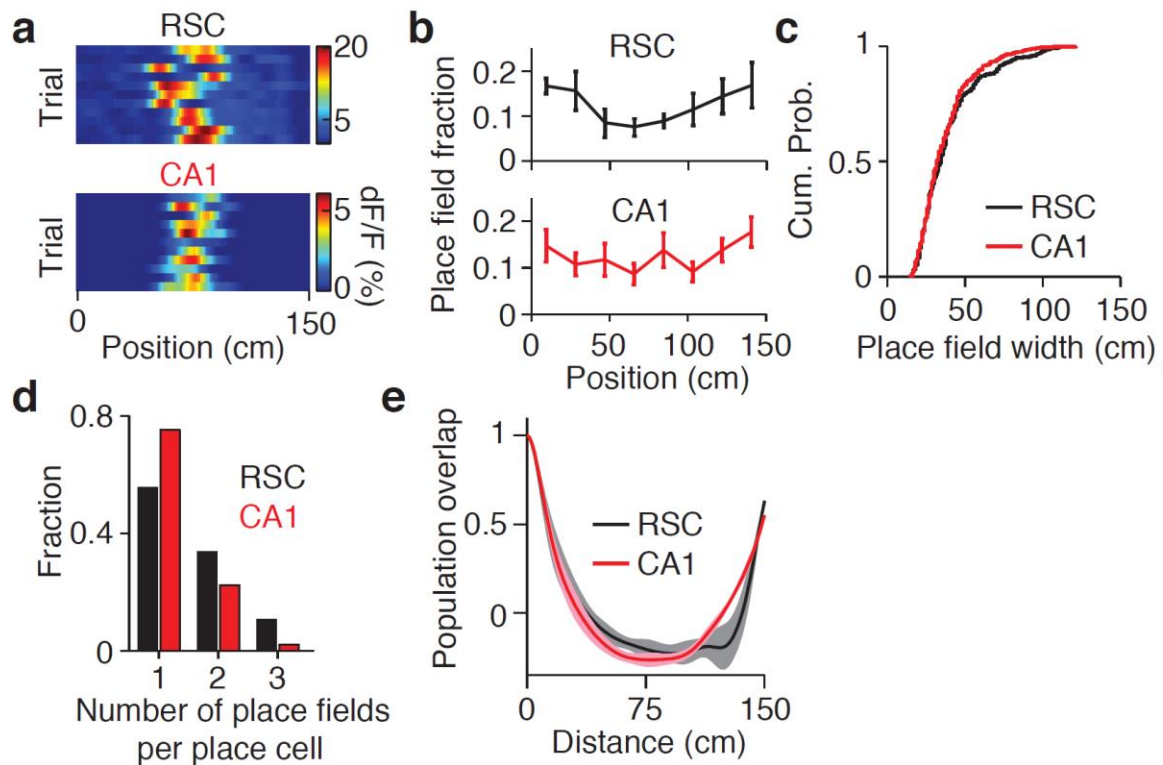 a
RSC
Trial
20
5
CA1
Trial
5
0
dF/F (%)
0
150
Position (cm)
b
RSC
0.2
0.1
0
Place field fraction
CA1
0.2
0.1
0
0
50
100
150
Position (cm)
c
1
0.5
0
Cum. Prob.
RSC
CA1
0
50
100
150
Place field width (cm)
d
0.8
0.4
0
Fraction
RSC
CA1
1
2
3
Number of place fields
per place cell
e
1
0.5
0
Population overlap
RSC
CA1
0
75
150
Distance (cm)